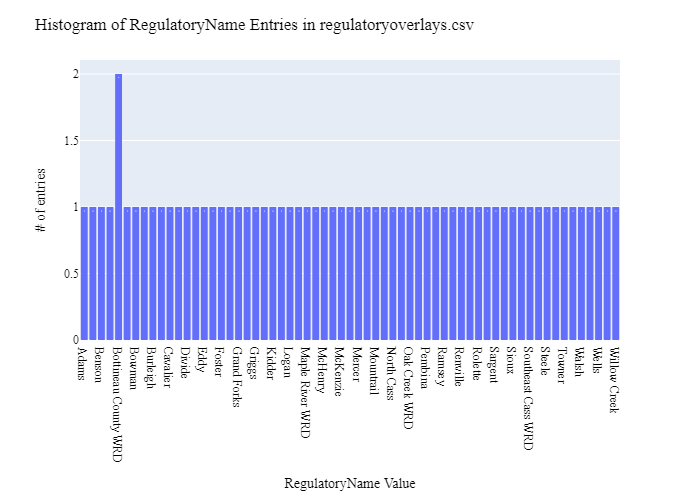 Histogram of RegulatoryName Entries in regulatoryoverlays.csv
2
1.5
1
0.5
0
# of entries
Adams
Benson
Bottineau County WRD
Bowman
Burleigh
Cavalier
Divide
Eddy
Foster
Grand Forks
Griggs
Kidder
Logan
Maple River WRD
McHenry
McKenzie
Mercer
Mountrail
North Cass
Oak Creek WRD
Pembina
Ramsey
Renville
Rolette
Sargent
Sioux
Southeast Cass WRD
Steele
Towner
Walsh
Wells
Willow Creek
RegulatoryName Value